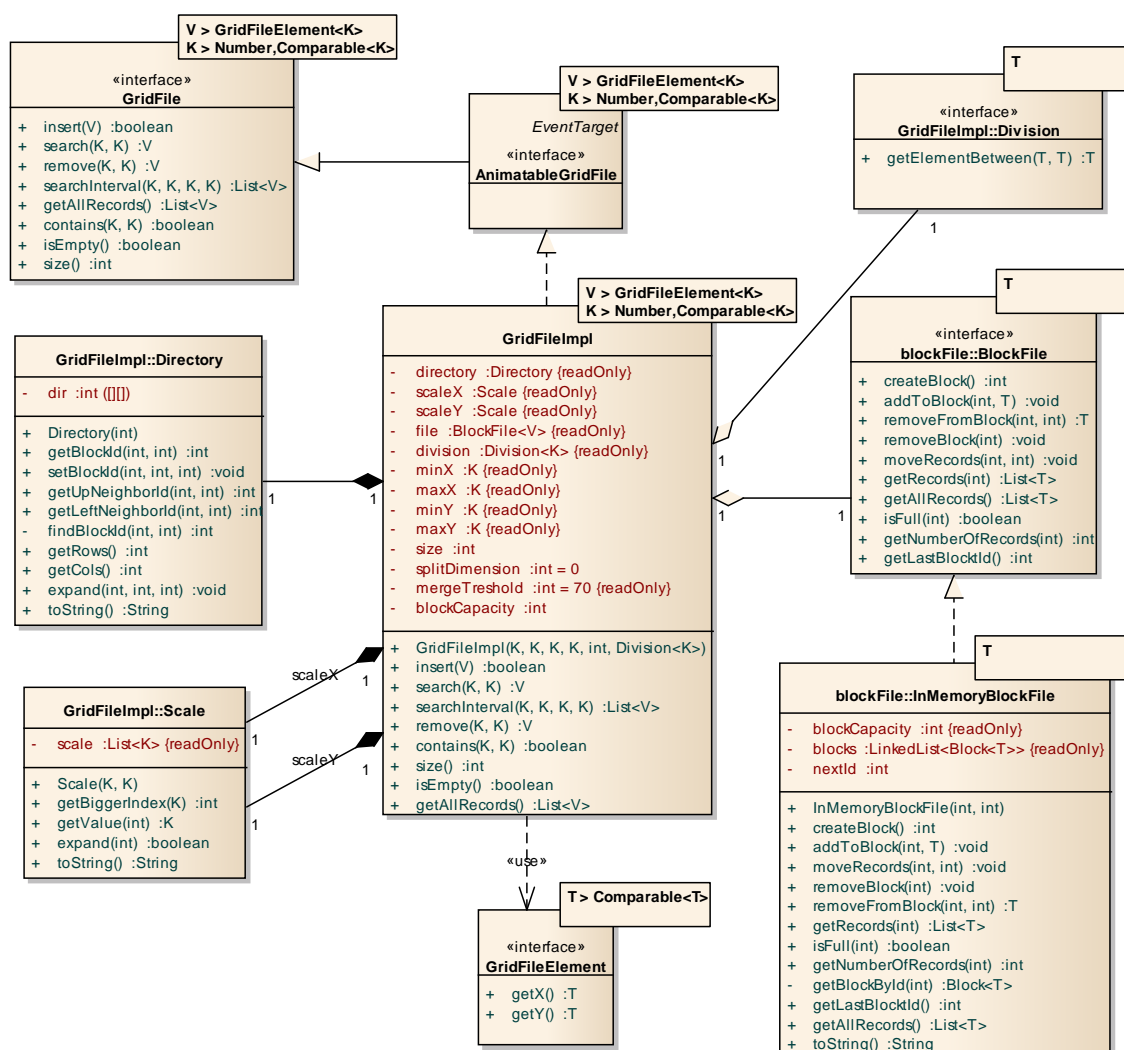 V > GridFileElement<K>
K > Number,Comparable<K>
«interface»
GridFile
+ insert(V) :boolean
+ search(K, K) :V
+ remove(K, K) :V
+ searchInterval(K, K, K, K) :List<V>
+ getAllRecords() :List<V>
+ contains(K, K) :boolean
+ isEmpty() :boolean
+ size() :int
V > GridFileElement<K>
K > Number,Comparable<K>
EventTarget
«interface»
AnimatableGridFile
T
«interface»
GridFileImpl::Division
+ getElementBetween(T, T) :T
1
V > GridFileElement<K>
K > Number,Comparable<K>
GridFileImpl
- directory :Directory {readOnly}
- scaleX :Scale {readOnly}
- scaleY :Scale {readOnly}
- file :BlockFile<V> {readOnly}
- division :Division<K> {readOnly}
- minX :K {readOnly}
- maxX :K {readOnly}
- minY :K {readOnly}
- maxY :K {readOnly}
- size :int
- splitDimension :int = 0
- mergeTreshold :int = 70 {readOnly}
- blockCapacity :int
+ GridFileImpl(K, K, K, K, int, Division<K>)
+ insert(V) :boolean
+ search(K, K) :V
+ searchInterval(K, K, K, K) :List<V>
+ remove(K, K) :V
+ contains(K, K) :boolean
+ size() :int
+ isEmpty() :boolean
+ getAllRecords() :List<V>
1
1
1
T
«interface»
blockFile::BlockFile
+ createBlock() :int
+ addToBlock(int, T) :void
+ removeFromBlock(int, int) :T
+ removeBlock(int) :void
+ moveRecords(int, int) :void
+ getRecords(int) :List<T>
+ getAllRecords() :List<T>
+ isFull(int) :boolean
+ getNumberOfRecords(int) :int
+ getLastBlocktId() :int
GridFileImpl::Directory
- dir :int ([][])
+ Directory(int)
+ getBlockId(int, int) :int
+ setBlockId(int, int, int) :void
+ getUpNeighborId(int, int) :int
+ getLeftNeighborId(int, int) :int
- findBlockId(int, int) :int
+ getRows() :int
+ getCols() :int
+ expand(int, int, int) :void
+ toString() :String
1
1
scaleX
1
1
scaleY
1
1
GridFileImpl::Scale
- scale :List<K> {readOnly}
+ Scale(K, K)
+ getBiggerIndex(K) :int
+ getValue(int) :K
+ expand(int) :boolean
+ toString() :String
«use»
T > Comparable<T>
«interface»
GridFileElement
+ getX() :T
+ getY() :T
T
blockFile::InMemoryBlockFile
- blockCapacity :int {readOnly}
- blocks :LinkedList<Block<T>> {readOnly}
- nextId :int
+ InMemoryBlockFile(int, int)
+ createBlock() :int
+ addToBlock(int, T) :void
+ moveRecords(int, int) :void
+ removeBlock(int) :void
+ removeFromBlock(int, int) :T
+ getRecords(int) :List<T>
+ isFull(int) :boolean
+ getNumberOfRecords(int) :int
- getBlockById(int) :Block<T>
+ getLastBlocktId() :int
+ getAllRecords() :List<T>
+ toString() :String